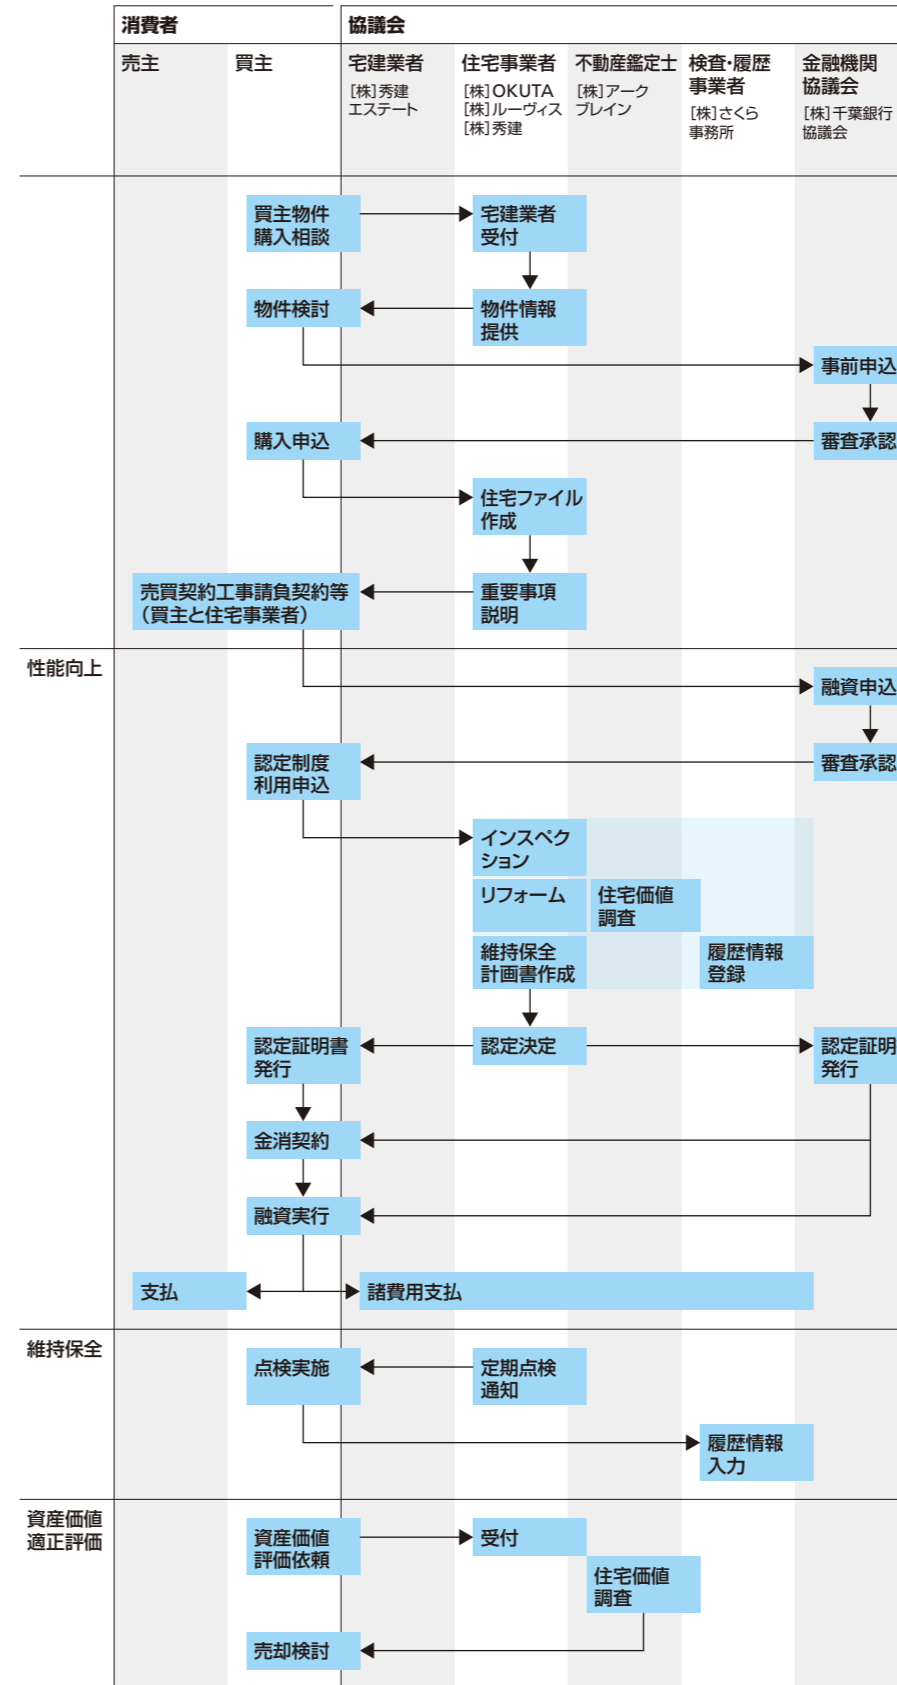 消費者
協議会
売主
買主
宅建業者
[株]秀建
エステート
住宅事業者
[株]OKUTA
[株]ルーヴィス
[株]秀建
不動産鑑定士
[株]アーク
ブレイン
検査・履歴
事業者
[株]さくら
事務所
金融機関
協議会
[株]千葉銀行
協議会
買主物件
購入相談
宅建業者
受付
物件検討
物件情報
提供
事前申込
購入申込
審査承認
住宅ファイル
作成
売買契約工事請負契約等
(買主と住宅事業者)
重要事項
説明
性能向上
融資申込
認定制度
利用申込
審査承認
インスペク
ション
リフォーム
住宅価値
調査
維持保全
計画書作成
履歴情報
登録
認定証明書
発行
認定決定
認定証明
発行
金消契約
融資実行
支払
諸費用支払
維持保全
点検実施
定期点検
通知
履歴情報
入力
資産価値
適正評価
資産価値
評価依頼
受付
住宅価値
調査
売却検討